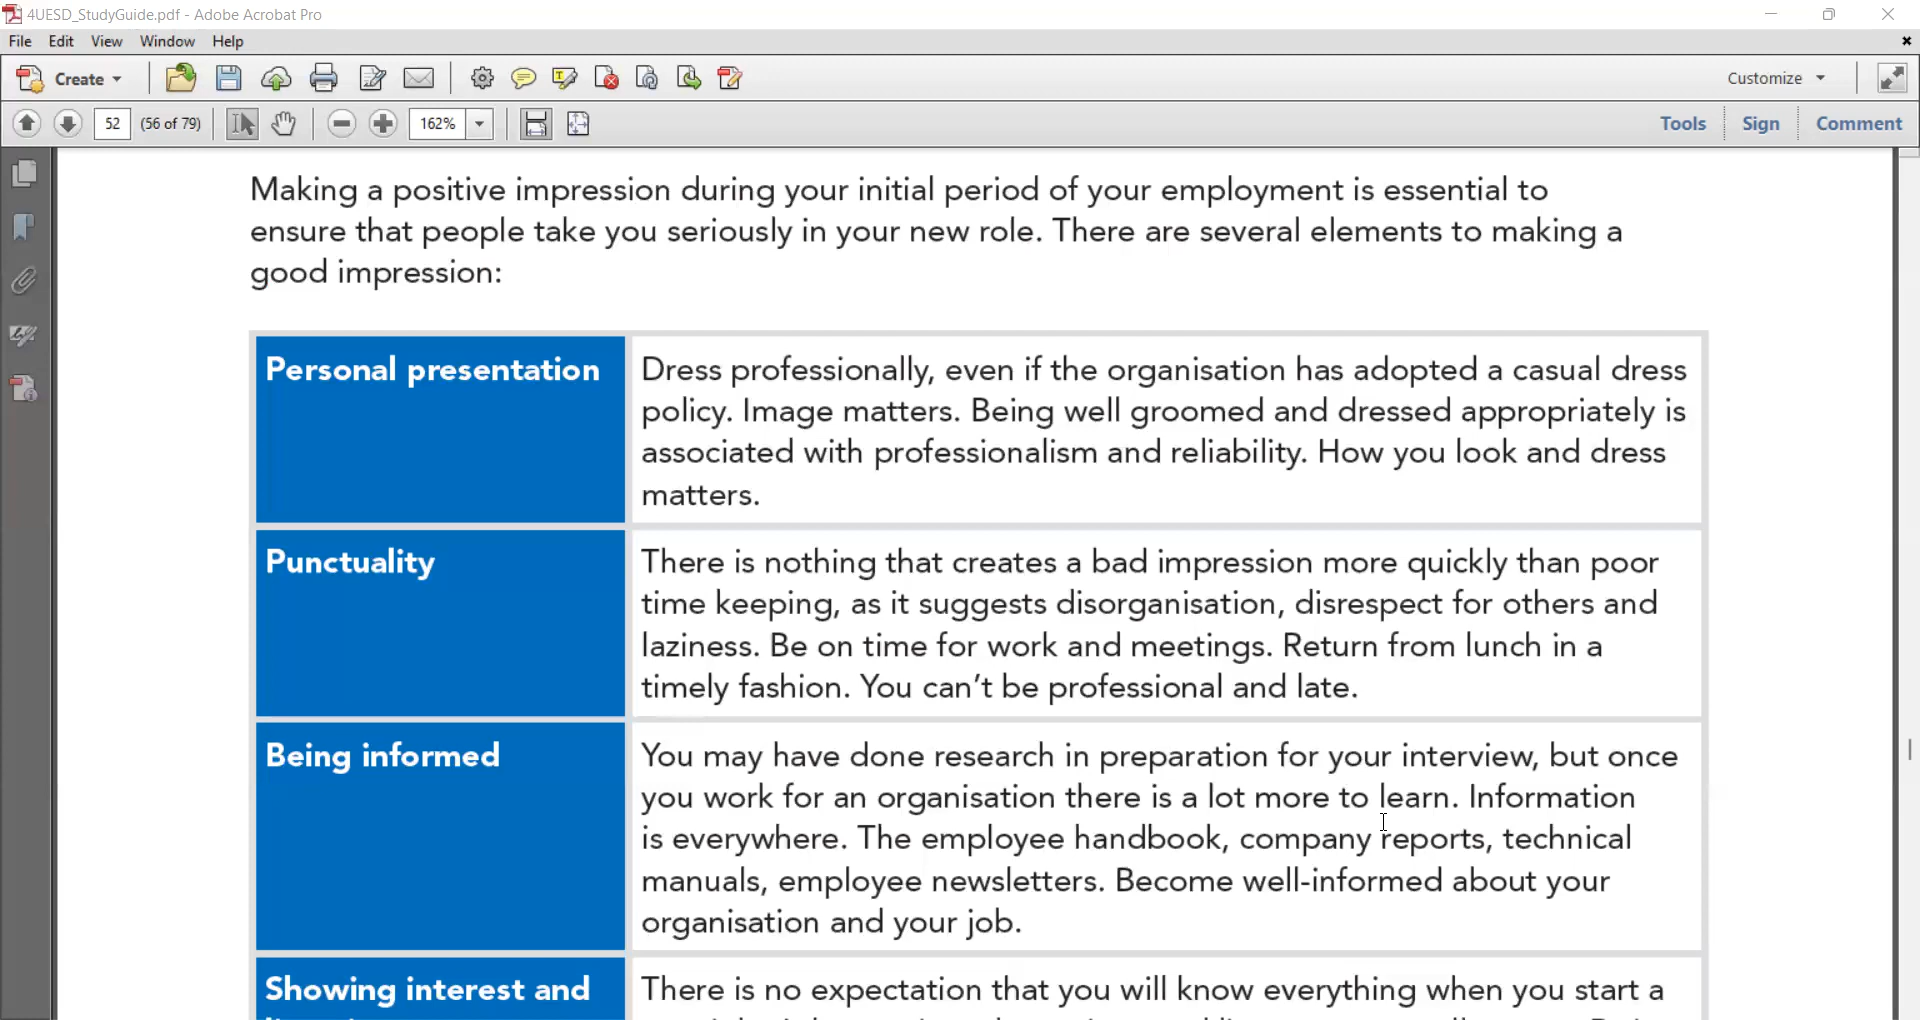 4UESD_StudyGuide.pdf - Adobe Acrobat Pro
File Edit View Window Help
Create Customize
52 (56 of 79) 162% Tools Sign Comment
Making a positive impression during your initial period of your employment is essential to
ensure that people take you seriously in your new role. There are several elements to making a
good impression:
Personal presentation
Dress professionally, even if the organisation has adopted a casual dress
policy. Image matters. Being well groomed and dressed appropriately is
associated with professionalism and reliability. How you look and dress
matters.
Punctuality
There is nothing that creates a bad impression more quickly than poor
time keeping, as it suggests disorganisation, disrespect for others and
laziness. Be on time for work and meetings. Return from lunch in a
timely fashion. You can’t be professional and late.
Being informed
You may have done research in preparation for your interview, but once
you work for an organisation there is a lot more to learn. Information
is everywhere. The employee handbook, company reports, technical
manuals, employee newsletters. Become well-informed about your
organisation and your job.
Showing interest and
There is no expectation that you will know everything when you start a